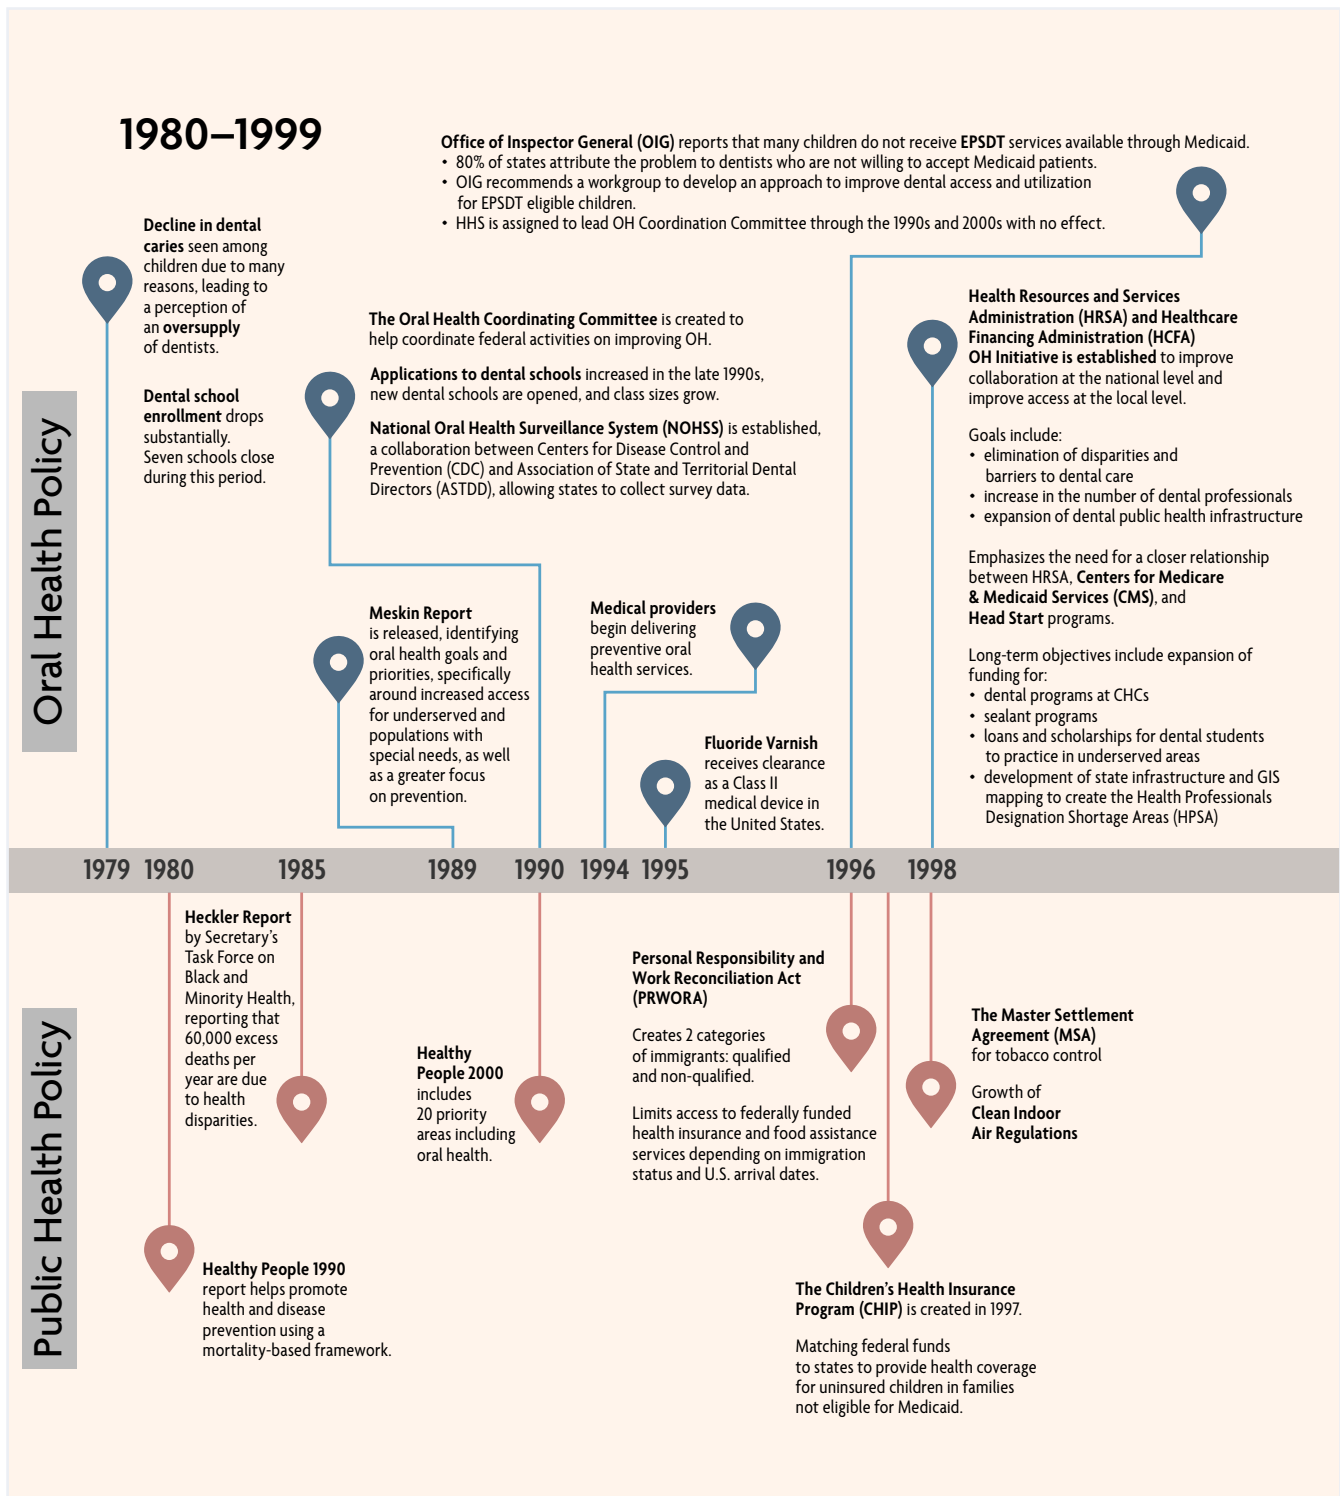 1980–1999
Office of Inspector General (OIG) reports that many children do not receive EPSDT services available through Medicaid.
• 80% of states attribute the problem to dentists who are not willing to accept Medicaid patients.
• OIG recommends a workgroup to develop an approach to improve dental access and utilization
for EPSDT eligible children.
• HHS is assigned to lead OH Coordination Committee through the 1990s and 2000s with no effect.
Decline in dental
caries seen among
children due to many
reasons, leading to
a perception of
an oversupply
of dentists.
Dental school
enrollment drops
substantially.
Seven schools close
during this period.
The Oral Health Coordinating Committee is created to
help coordinate federal activities on improving OH.
Applications to dental schools increased in the late 1990s,
new dental schools are opened, and class sizes grow.
National Oral Health Surveillance System (NOHSS) is established,
a collaboration between Centers for Disease Control and
Prevention (CDC) and Association of State and Territorial Dental
Directors (ASTDD), allowing states to collect survey data.
Health Resources and Services
Administration (HRSA) and Healthcare
Financing Administration (HCFA)
OH Initiative is established to improve
collaboration at the national level and
improve access at the local level.
Goals include:
• elimination of disparities and
barriers to dental care
• increase in the number of dental professionals
• expansion of dental public health infrastructure
Emphasizes the need for a closer relationship
between HRSA, Centers for Medicare
& Medicaid Services (CMS), and
Head Start programs.
Long-term objectives include expansion of
funding for:
• dental programs at CHCs
• sealant programs
• loans and scholarships for dental students
to practice in underserved areas
• development of state infrastructure and GIS
mapping to create the Health Professionals
Designation Shortage Areas (HPSA)
Oral Health Policy
Meskin Report
is released, identifying
oral health goals and
priorities, specifically
around increased access
for underserved and
populations with
special needs, as well
as a greater focus
on prevention.
Medical providers
begin delivering
preventive oral
health services.
Fluoride Varnish
receives clearance
as a Class II
medical device in
the United States.
1979 1980 1985 1989 1990 1994 1995 1996 1998
Heckler Report
by Secretary’s
Task Force on
Black and
Minority Health,
reporting that
60,000 excess
deaths per
year are due
to health
disparities.
Healthy
People 2000
includes
20 priority
areas including
oral health.
Personal Responsibility and
Work Reconciliation Act
(PRWORA)
Creates 2 categories
of immigrants: qualified
and non-qualified.
Limits access to federally funded
health insurance and food assistance
services depending on immigration
status and U.S. arrival dates.
The Master Settlement
Agreement (MSA)
for tobacco control
Growth of
Clean Indoor
Air Regulations
Public Health Policy
Healthy People 1990
report helps promote
health and disease
prevention using a
mortality-based framework.
The Children’s Health Insurance
Program (CHIP) is created in 1997.
Matching federal funds
to states to provide health coverage
for uninsured children in families
not eligible for Medicaid.